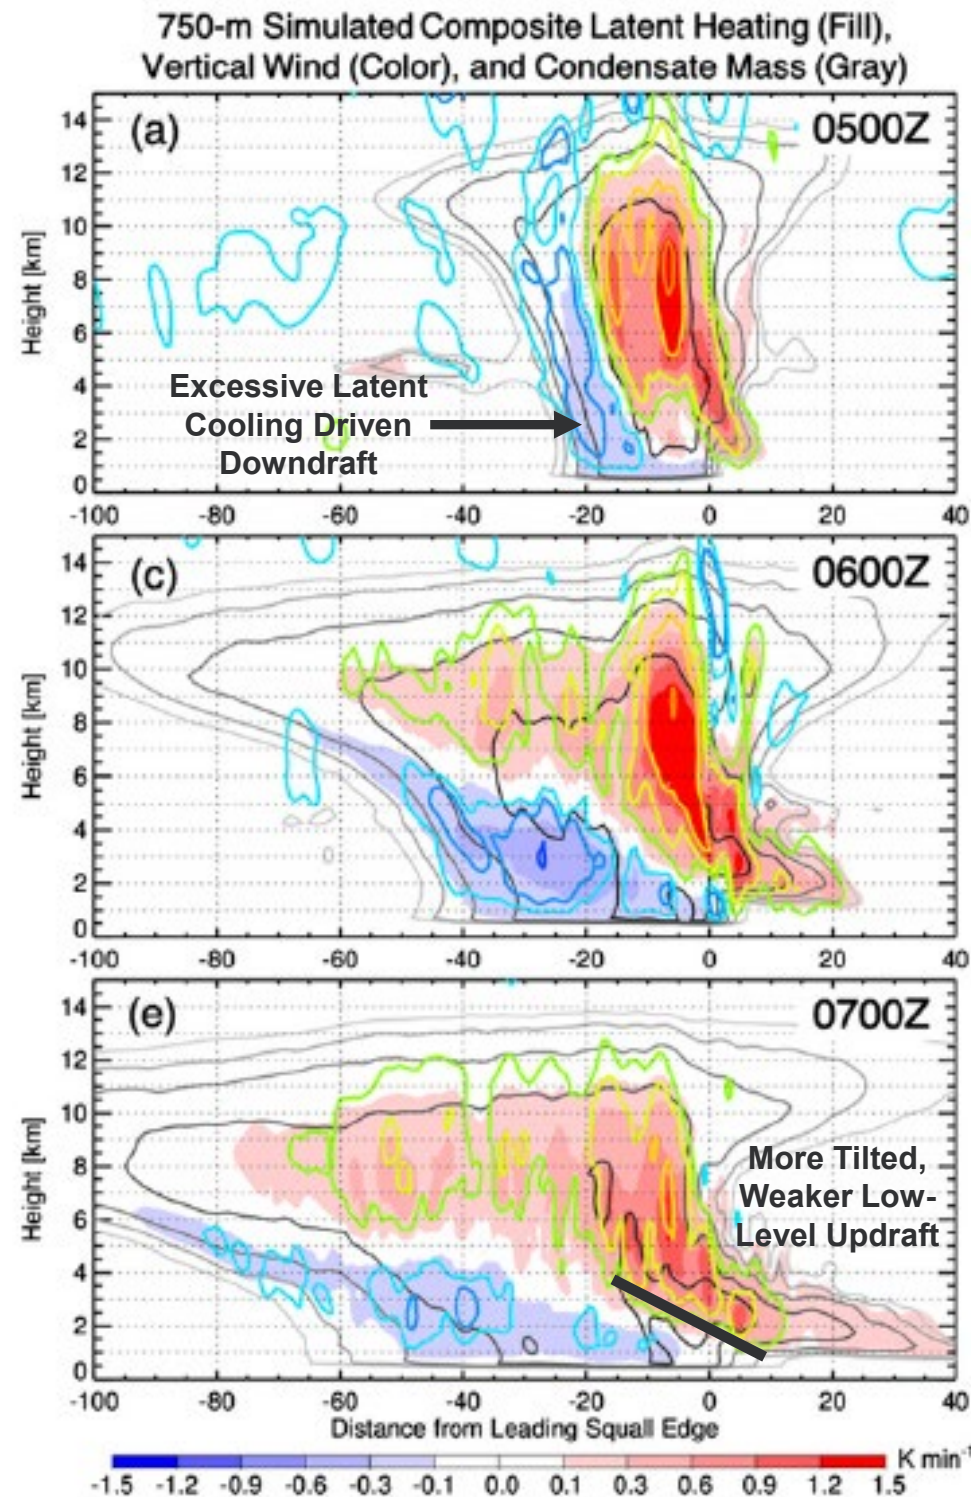 750-m Simulated Composite Latent Heating (Fill),
Vertical Wind (Color), and Condensate Mass (Gray)
(a)
0500Z
Height [km]
14
12
10
8
6
4
2
0
Excessive Latent
Cooling Driven
Downdraft
-100 -80 -60 -40 -20 0 20 40
(c)
0600Z
Height [km]
14
12
10
8
6
4
2
0
-100 -80 -60 -40 -20 0 20 40
(e)
0700Z
Height [km]
14
12
10
8
6
4
2
0
More Tilted,
Weaker Low-
Level Updraft
-100 -80 -60 -40 -20 0 20 40
Distance from Leading Squall Edge
K min⁻¹
-1.5 -1.2 -0.9 -0.6 -0.3 -0.1 0.0 0.1 0.3 0.6 0.9 1.2 1.5